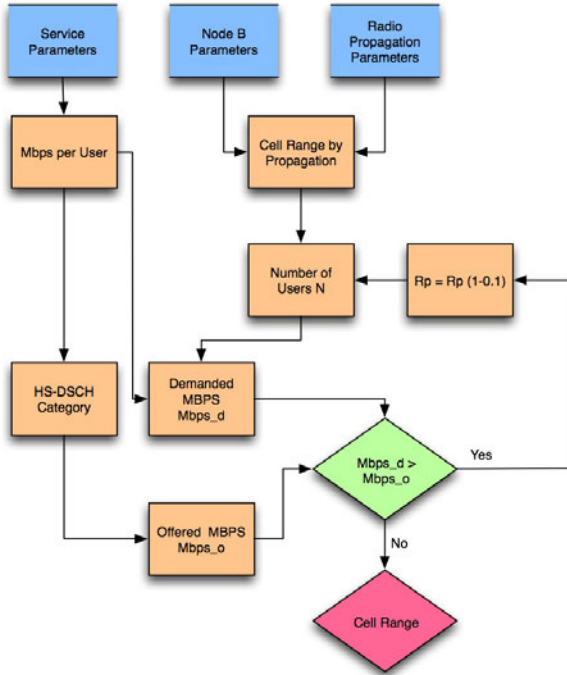 Service
Parameters
Node B
Parameters
Radio
Propagation
Parameters
Mbps per User
Cell Range by
Propagation
Number of
Users N
Rp = Rp (1-0.1)
HS-DSCH
Category
Demanded
MBPS
Mbps_d
Mbps_d >
Mbps_o
Yes
Offered MBPS
Mbps_o
No
Cell Range